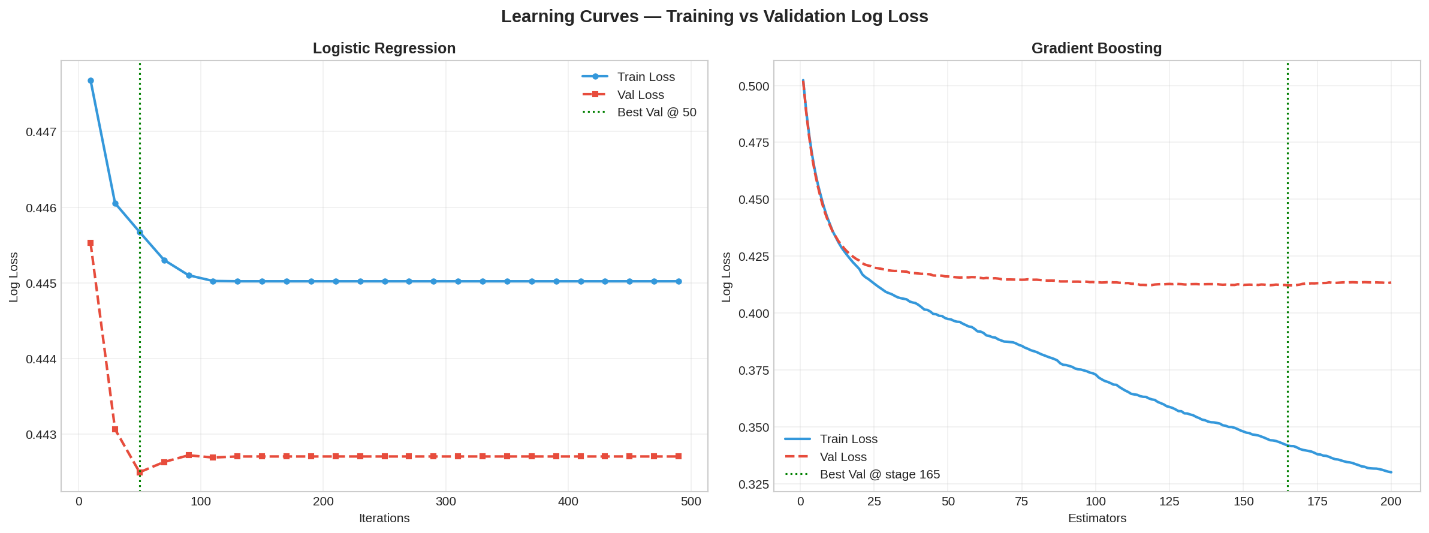 Learning Curves — Training vs Validation Log Loss
Logistic Regression
Log Loss
0.447
0.446
0.445
0.444
0.443
Train Loss
Val Loss
Best Val @ 50
0 100 200 300 400 500
Iterations
Gradient Boosting
Log Loss
0.500
0.475
0.450
0.425
0.400
0.375
0.350
0.325
Train Loss
Val Loss
Best Val @ stage 165
0 25 50 75 100 125 150 175 200
Estimators